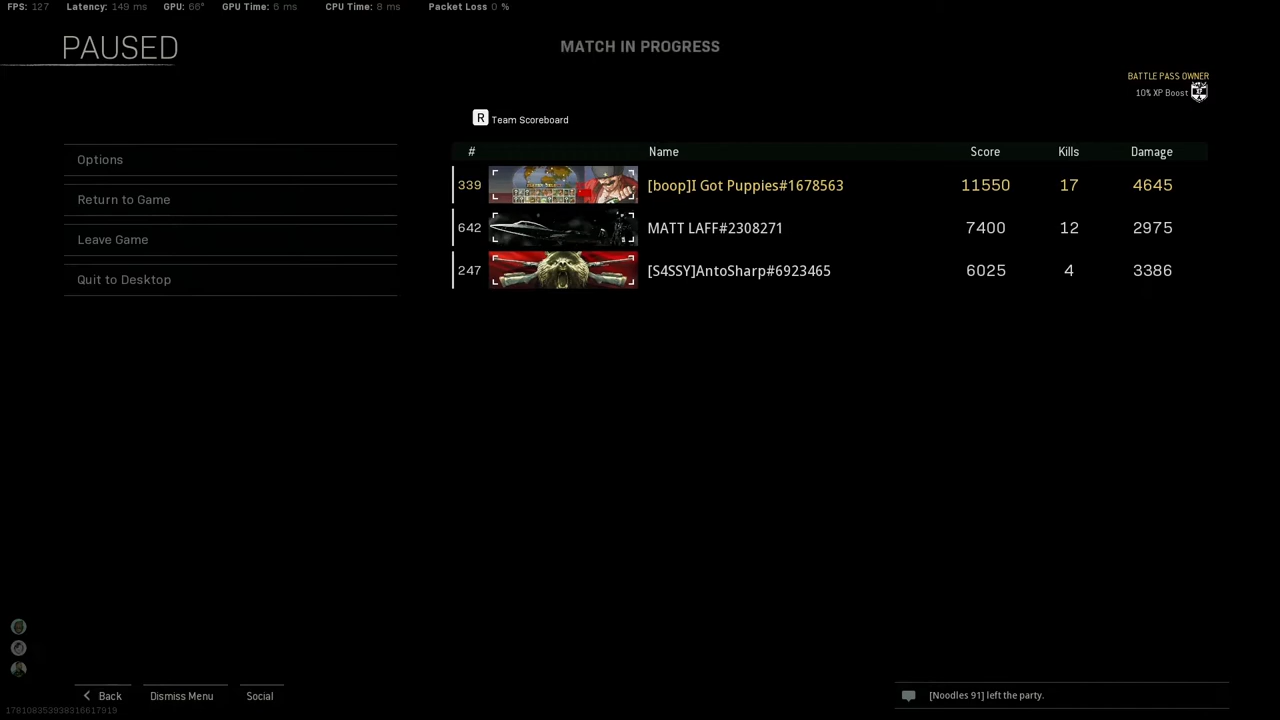 FPS: 127 Latency: 149 ms GPU: 66° GPU Time: 6 ms CPU Time: 8 ms Packet Loss 0 %
PAUSED
MATCH IN PROGRESS
BATTLE PASS OWNER
10% XP Boost
R Team Scoreboard
# Name Score Kills Damage
339 [boop]I Got Puppies#1678563 11550 17 4645
642 MATT LAFF#2308271 7400 12 2975
247 [S4SSY]AntoSharp#6923465 6025 4 3386
Options
Return to Game
Leave Game
Quit to Desktop
Back Dismiss Menu Social
[Noodles 91] left the party.